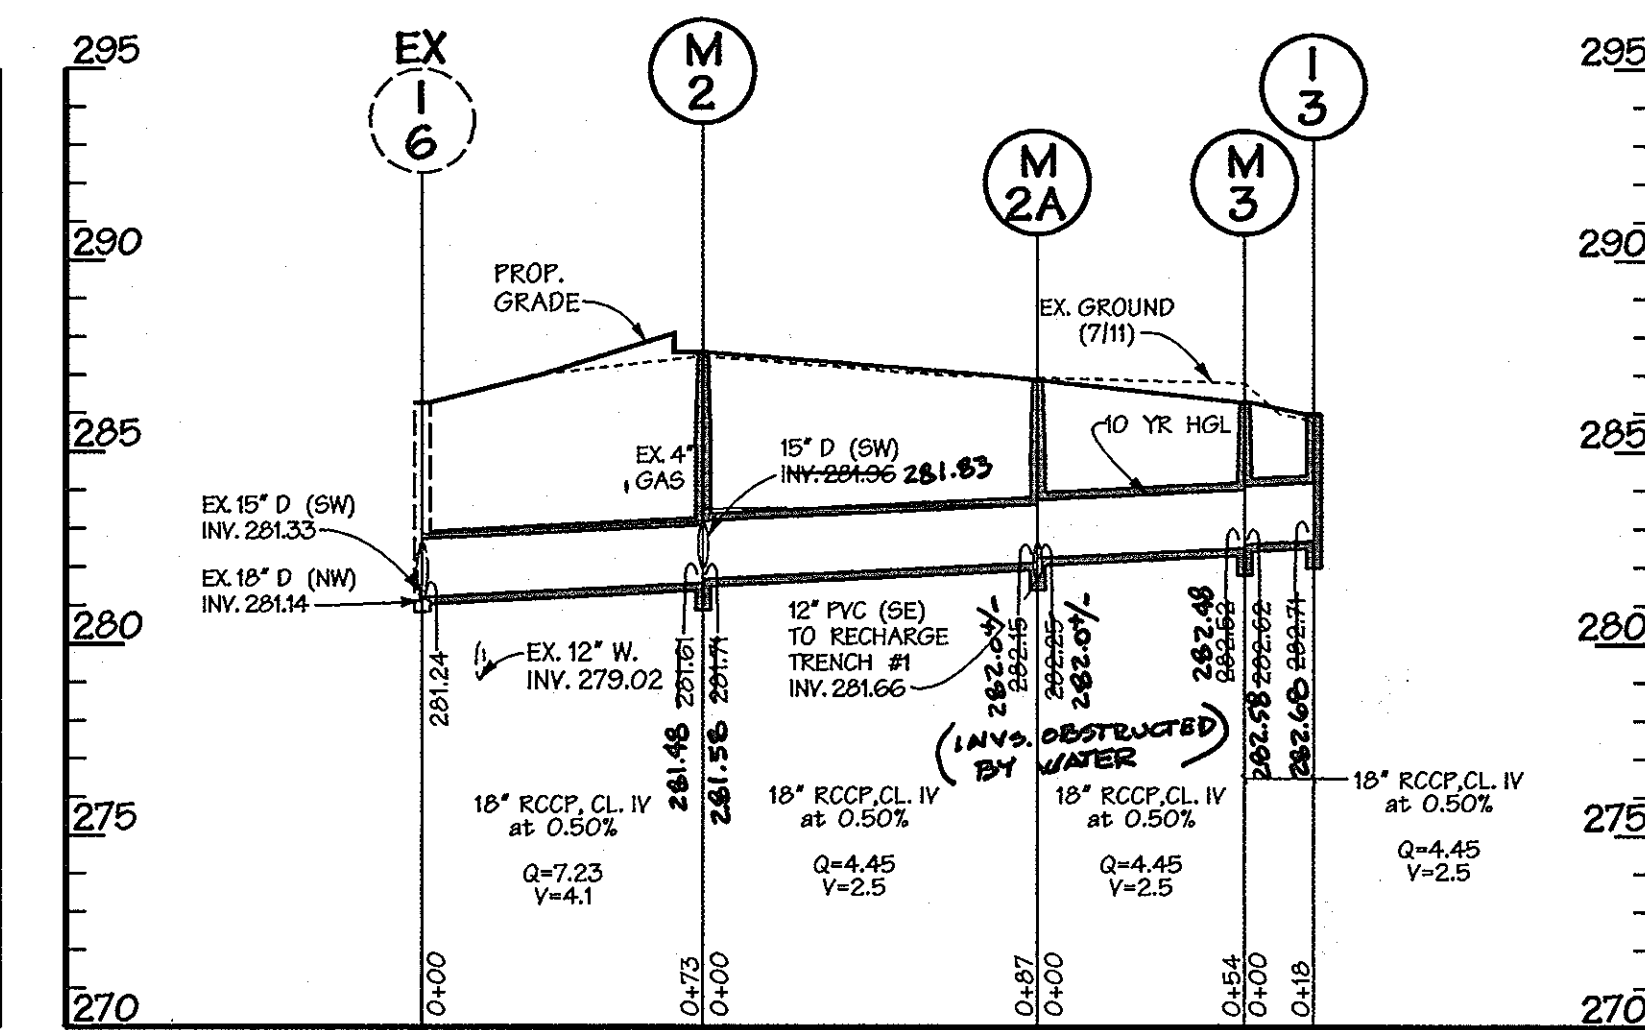 295
290
285
280
275
270
EX
I
6
M
2
M
2A
M
3
I
3
295
290
285
280
275
270
PROP.
GRADE
EX. GROUND
(7/11)
10 YR HGL
EX. 4"
GAS
15" D (SW)
INV. 281.96 281.83
EX. 15" D (SW)
INV. 281.33
EX. 18" D (NW)
INV. 281.14
EX. 12" W.
INV. 279.02
12" PVC (SE)
TO RECHARGE
TRENCH #1
INV. 281.66
281.24
281.61
281.48
281.71
281.58
282.15
282.0+/-
282.25
282.0+/-
282.52
282.48
282.62
282.58
282.71
282.68
(INVS. OBSTRUCTED
BY WATER)
18" RCCP, CL. IV
at 0.50%
Q=7.23
V=4.1
18" RCCP, CL. IV
at 0.50%
Q=4.45
V=2.5
18" RCCP, CL. IV
at 0.50%
Q=4.45
V=2.5
18" RCCP, CL. IV
at 0.50%
Q=4.45
V=2.5
0+00
0+73
0+00
0+87
0+00
0+54
0+00
0+18